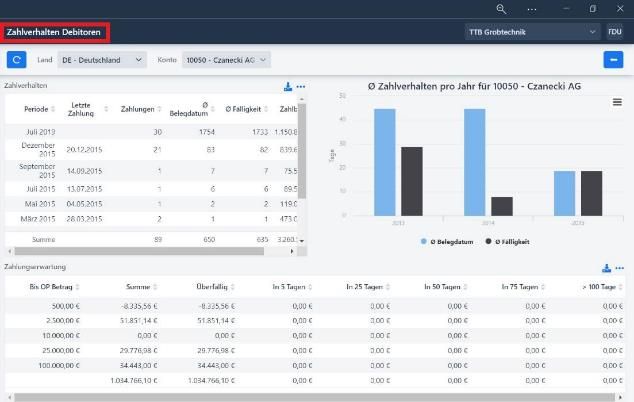 Zahlverhalten Debitoren
TTB Grobtechnik
FDU
Land DE - Deutschland Konto 10050 - Czanecki AG
Zahlverhalten
Periode Letzte Zahlung Zahlungen Ø Belegdatum Ø Fälligkeit Zahlb
Juli 2019 30 1754 1733 1.150.8
Dezember 2015 20.12.2015 21 83 82 839.6
September 2015 14.09.2015 1 7 7 75.5
Juli 2015 13.07.2015 1 6 6 89.5
Mai 2015 04.05.2015 1 2 2 119.0
März 2015 28.03.2015 2 1 1 473.0
Summe 89 650 635 3.260.
Ø Zahlverhalten pro Jahr für 10050 - Czanecki AG
50
40
30
20
10
0
Tage
2013 2014 2015
Ø Belegdatum Ø Fälligkeit
Zahlungserwartung
Bis OP Betrag Summe Überfällig In 5 Tagen In 25 Tagen In 50 Tagen In 75 Tagen > 100 Tage
500,00 € -8.335,56 € -8.335,56 € 0,00 € 0,00 € 0,00 € 0,00 € 0,00 €
2.500,00 € 51.851,14 € 51.851,14 € 0,00 € 0,00 € 0,00 € 0,00 € 0,00 €
10.000,00 € 0,00 € 0,00 € 0,00 € 0,00 € 0,00 € 0,00 € 0,00 €
25.000,00 € 29.776,98 € 29.776,98 € 0,00 € 0,00 € 0,00 € 0,00 € 0,00 €
100.000,00 € 34.443,00 € 34.443,00 € 0,00 € 0,00 € 0,00 € 0,00 € 0,00 €
1.034.766,10 € 1.034.766,10 € 0,00 € 0,00 € 0,00 € 0,00 € 0,00 €